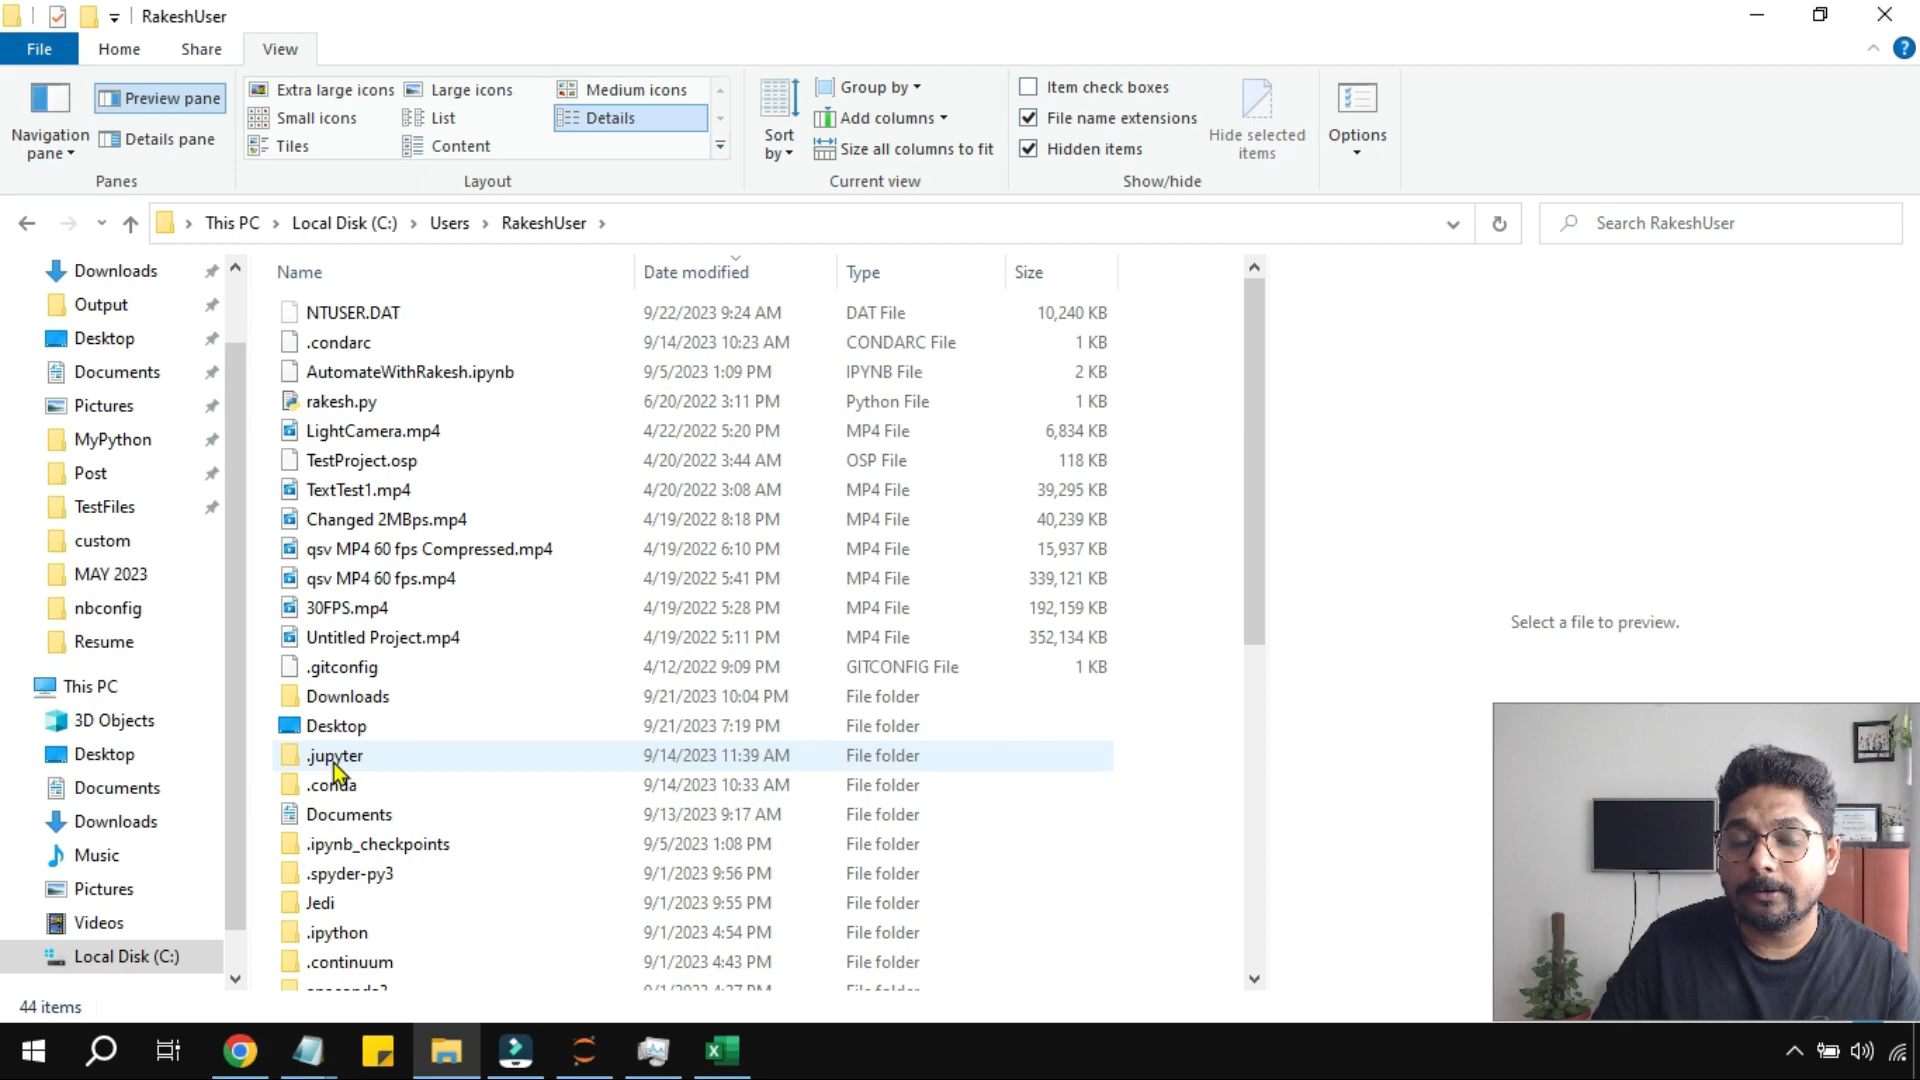 RakeshUser
File Home Share View
Navigation pane
Preview pane
Details pane
Panes
Extra large icons Large icons Medium icons
Small icons List Details
Tiles Content
Layout
Sort by
Group by
Add columns
Size all columns to fit
Current view
Item check boxes
File name extensions
Hidden items
Hide selected items
Show/hide
Options
This PC > Local Disk (C:) > Users > RakeshUser >
Search RakeshUser
Downloads
Output
Desktop
Documents
Pictures
MyPython
Post
TestFiles
custom
MAY 2023
nbconfig
Resume
This PC
3D Objects
Desktop
Documents
Downloads
Music
Pictures
Videos
Local Disk (C:)
Name Date modified Type Size
NTUSER.DAT 9/22/2023 9:24 AM DAT File 10,240 KB
.condarc 9/14/2023 10:23 AM CONDARC File 1 KB
AutomateWithRakesh.ipynb 9/5/2023 1:09 PM IPYNB File 2 KB
rakesh.py 6/20/2022 3:11 PM Python File 1 KB
LightCamera.mp4 4/22/2022 5:20 PM MP4 File 6,834 KB
TestProject.osp 4/20/2022 3:44 AM OSP File 118 KB
TextTest1.mp4 4/20/2022 3:08 AM MP4 File 39,295 KB
Changed 2MBps.mp4 4/19/2022 8:18 PM MP4 File 40,239 KB
qsv MP4 60 fps Compressed.mp4 4/19/2022 6:10 PM MP4 File 15,937 KB
qsv MP4 60 fps.mp4 4/19/2022 5:41 PM MP4 File 339,121 KB
30FPS.mp4 4/19/2022 5:28 PM MP4 File 192,159 KB
Untitled Project.mp4 4/19/2022 5:11 PM MP4 File 352,134 KB
.gitconfig 4/12/2022 9:09 PM GITCONFIG File 1 KB
Downloads 9/21/2023 10:04 PM File folder
Desktop 9/21/2023 7:19 PM File folder
.jupyter 9/14/2023 11:39 AM File folder
.conda 9/14/2023 10:33 AM File folder
Documents 9/13/2023 9:17 AM File folder
.ipynb_checkpoints 9/5/2023 1:08 PM File folder
.spyder-py3 9/1/2023 9:56 PM File folder
Jedi 9/1/2023 9:55 PM File folder
.ipython 9/1/2023 4:54 PM File folder
.continuum 9/1/2023 4:43 PM File folder
Select a file to preview.
44 items